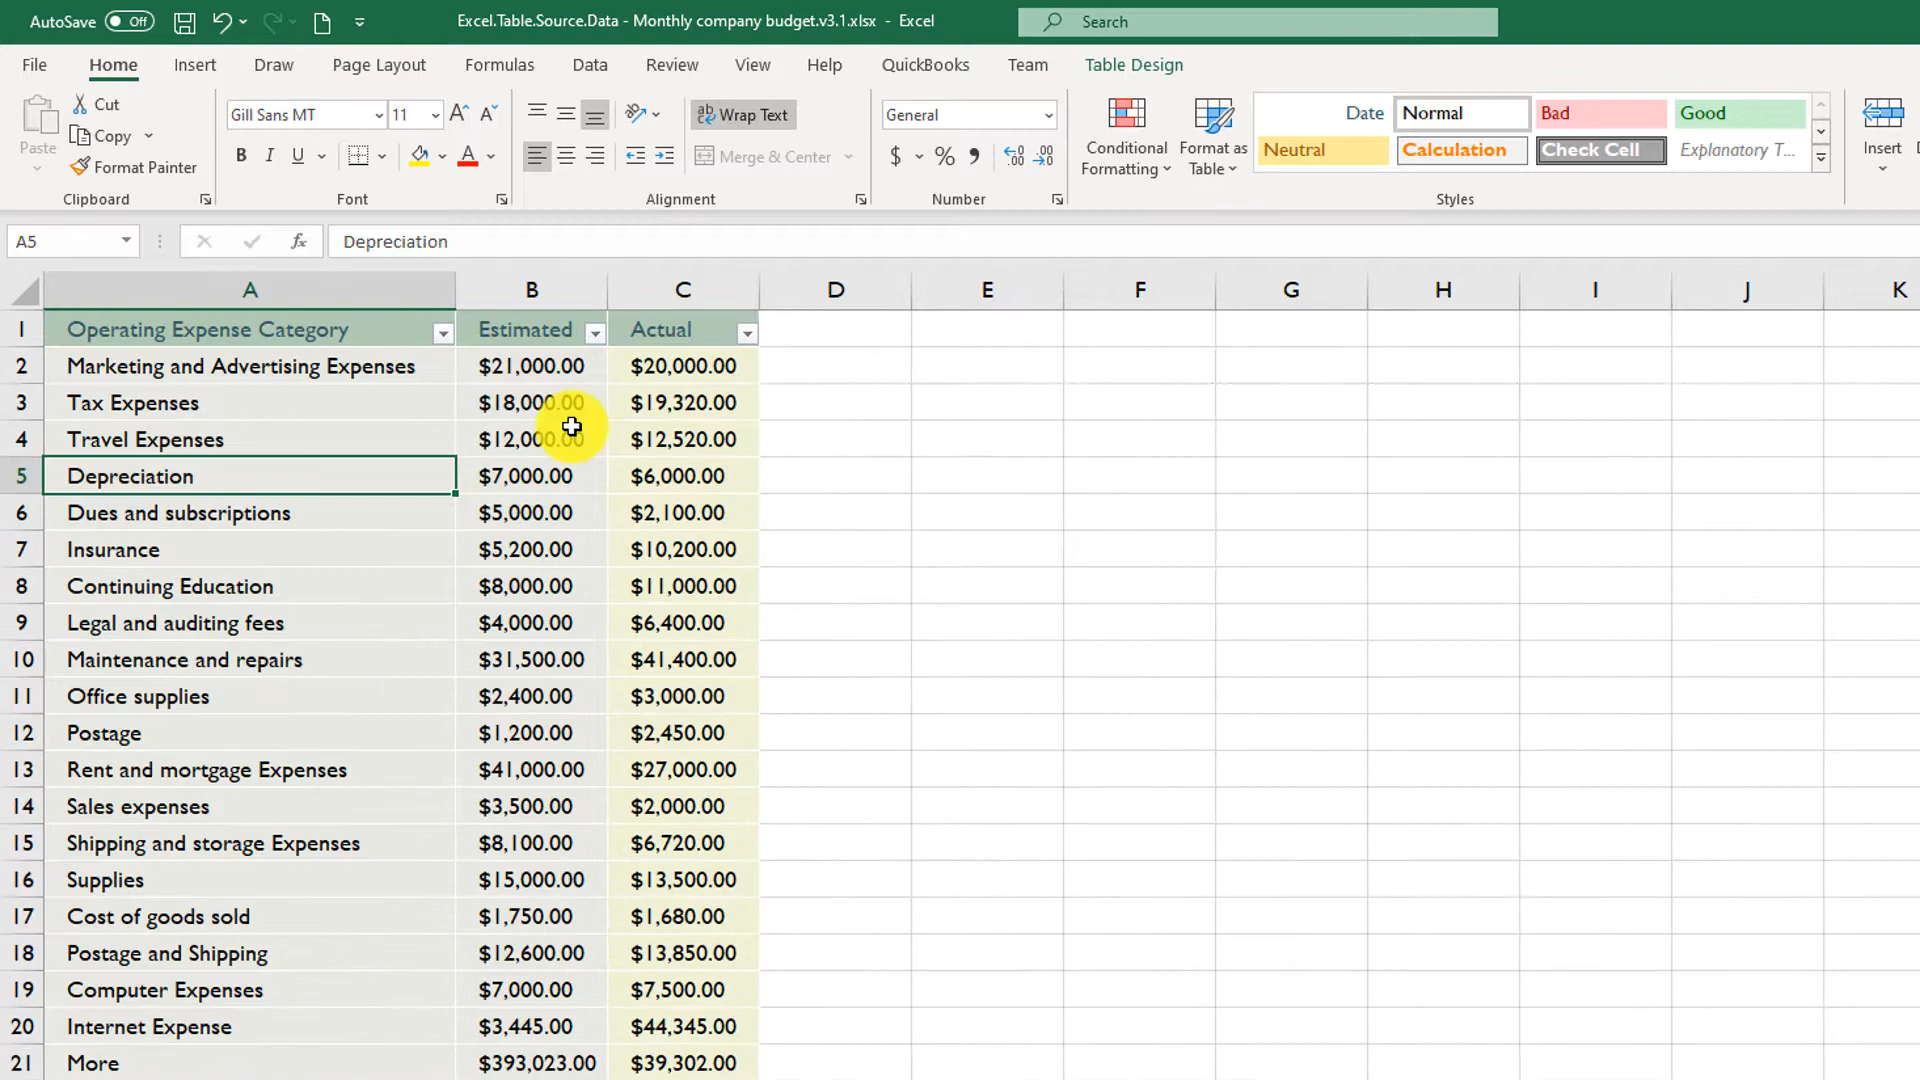 AutoSave Off Excel.Table.Source.Data - Monthly company budget.v3.1.xlsx - Excel Search
File Home Insert Draw Page Layout Formulas Data Review View Help QuickBooks Team Table Design
Paste
Cut
Copy
Format Painter
Clipboard
Gill Sans MT 11
B I U A
Font
ab Wrap Text
Merge & Center
Alignment
General
$ % 9
Number
Conditional Formatting
Format as Table
Date Normal Bad Good
Neutral Calculation Check Cell Explanatory T...
Styles
Insert
A5 fx Depreciation
A B C D E F G H I J K
1 Operating Expense Category Estimated Actual
2 Marketing and Advertising Expenses $21,000.00 $20,000.00
3 Tax Expenses $18,000.00 $19,320.00
4 Travel Expenses $12,000.00 $12,520.00
5 Depreciation $7,000.00 $6,000.00
6 Dues and subscriptions $5,000.00 $2,100.00
7 Insurance $5,200.00 $10,200.00
8 Continuing Education $8,000.00 $11,000.00
9 Legal and auditing fees $4,000.00 $6,400.00
10 Maintenance and repairs $31,500.00 $41,400.00
11 Office supplies $2,400.00 $3,000.00
12 Postage $1,200.00 $2,450.00
13 Rent and mortgage Expenses $41,000.00 $27,000.00
14 Sales expenses $3,500.00 $2,000.00
15 Shipping and storage Expenses $8,100.00 $6,720.00
16 Supplies $15,000.00 $13,500.00
17 Cost of goods sold $1,750.00 $1,680.00
18 Postage and Shipping $12,600.00 $13,850.00
19 Computer Expenses $7,000.00 $7,500.00
20 Internet Expense $3,445.00 $44,345.00
21 More $393,023.00 $39,302.00